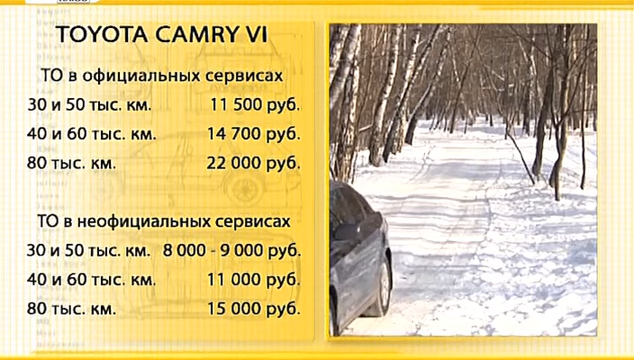 TOYOTA CAMRY VI
ТО в официальных сервисах
30 и 50 тыс. км. 11 500 руб.
40 и 60 тыс. км. 14 700 руб.
80 тыс. км. 22 000 руб.
ТО в неофициальных сервисах
30 и 50 тыс. км. 8 000 - 9 000 руб.
40 и 60 тыс. км. 11 000 руб.
80 тыс. км. 15 000 руб.